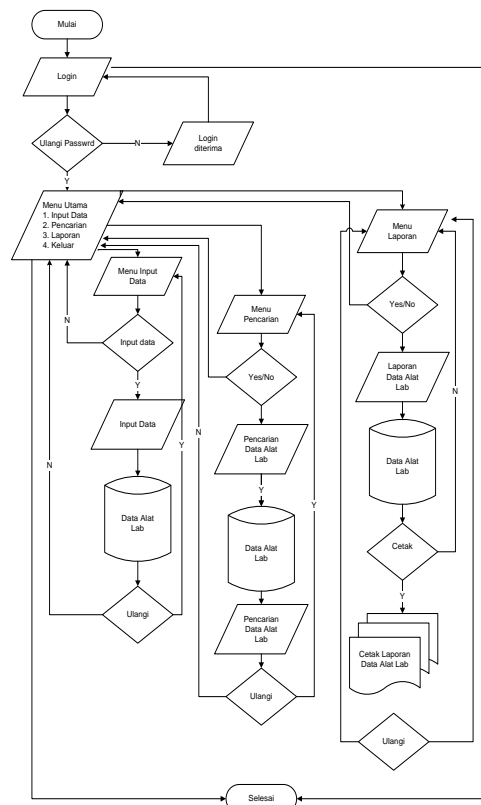 Mulai
Login
Ulangi Passwrd
N
Login
diterima
Y
Menu Utama
1. Input Data
2. Pencarian
3. Laporan
4. Keluar
Menu Input
Data
N
Input data
Y
Input Data
Y
N
Data Alat
Lab
Ulangi
Menu
Pencarian
Yes/No
N
Pencarian
Data Alat
Lab
Y
Y
Data Alat
Lab
Pencarian
Data Alat
Lab
Ulangi
Menu
Laporan
Yes/No
Laporan
Data Alat
Lab
N
Data Alat
Lab
Cetak
Y
Cetak Laporan
Data Alat Lab
Ulangi
Selesai